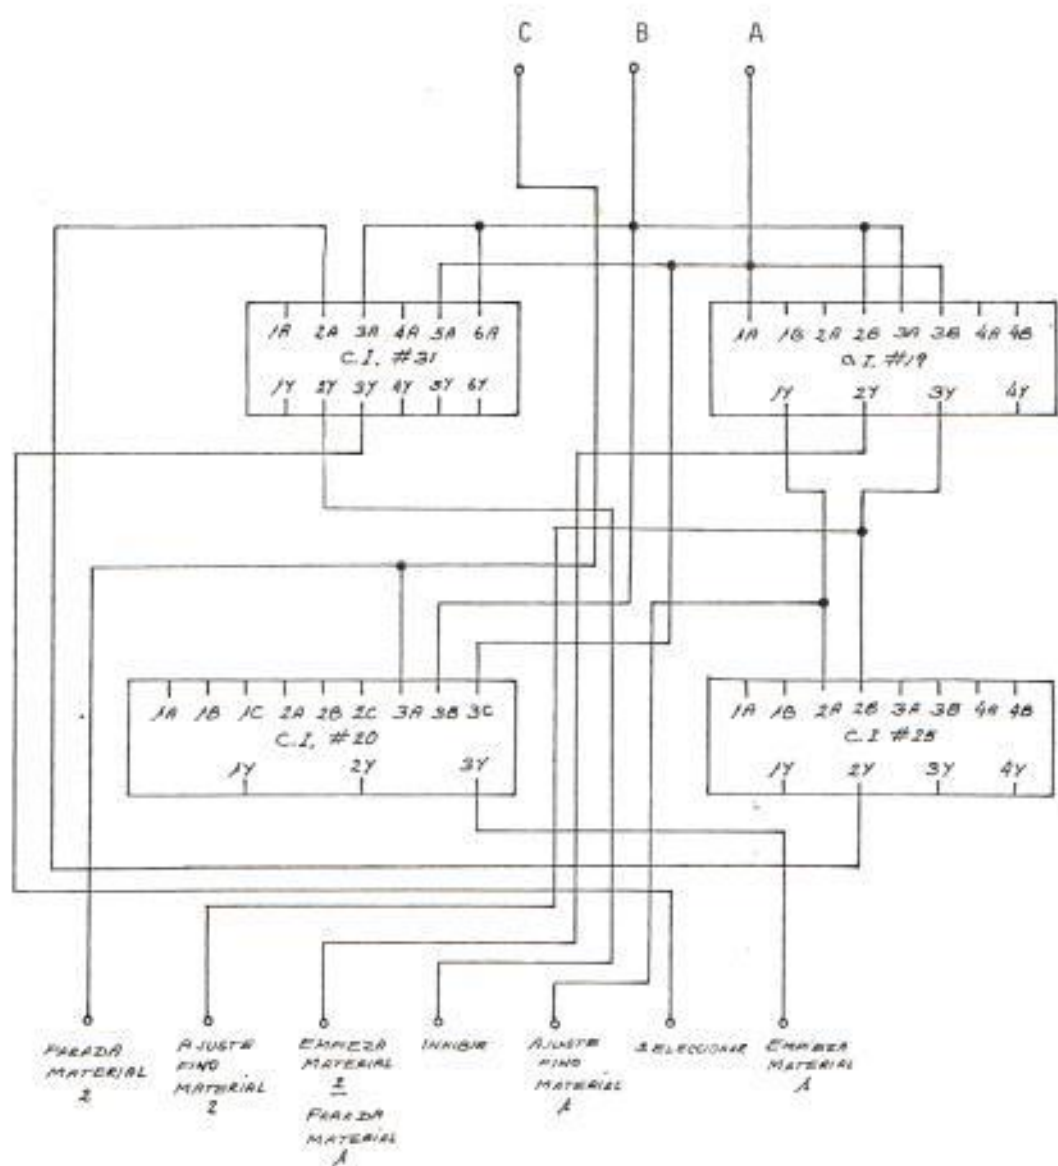 C B A
1A 2A 3A 4A 5A 6A
C.I. #31
1Y 2Y 3Y 4Y 5Y 6Y
1A 1B 2A 2B 3A 3B 4A 4B
C.I. #19
1Y 2Y 3Y 4Y
1A 1B 1C 2A 2B 2C 3A 3B 3C
C.I. #20
1Y 2Y 3Y
1A 1B 2A 2B 3A 3B 4A 4B
C.I #25
1Y 2Y 3Y 4Y
PARADA
MATERIAL
2
AJUSTE
FINO
MATERIAL
2
EMPIEZA
MATERIAL
2
PARADA
MATERIAL
1
INHIBIR
AJUSTE
FINO
MATERIAL
1
SELECCIONAR
EMPIEZA
MATERIAL
1